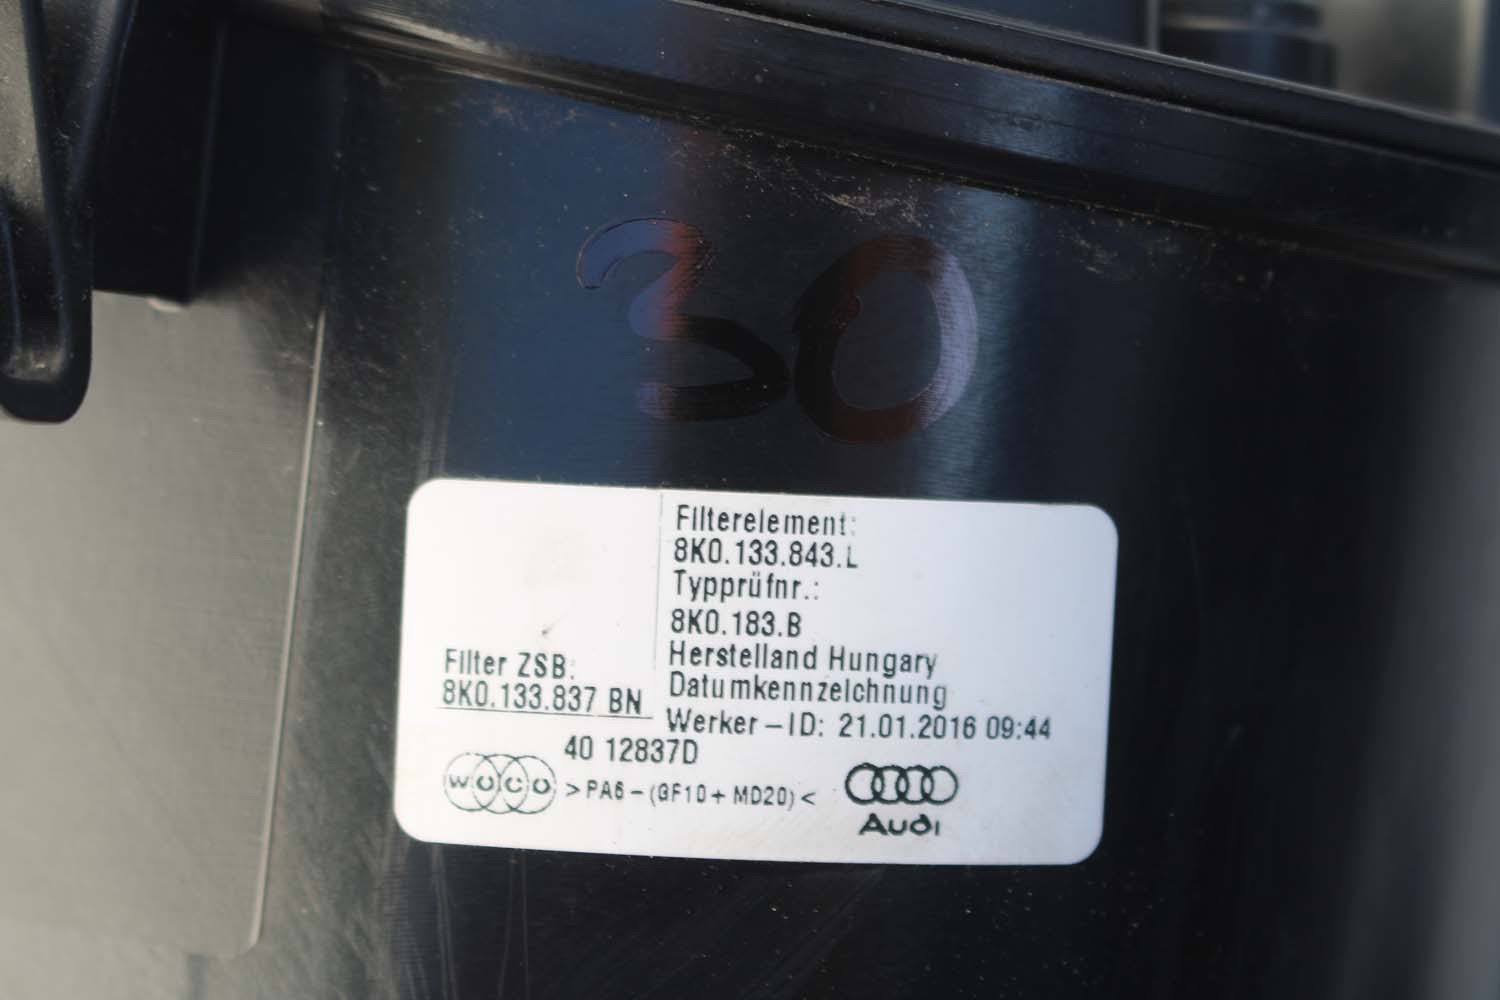 30
Filterelement:
8K0.133.843.L
Typprüfnr.:
8K0.183.B
Herstelland Hungary
Datumkennzeichnung
Werker-ID: 21.01.2016 09:44
Filter ZSB:
8K0.133.837 BN
40 12837D
WOCO >PA6-(GF10+MD20)<
Audi